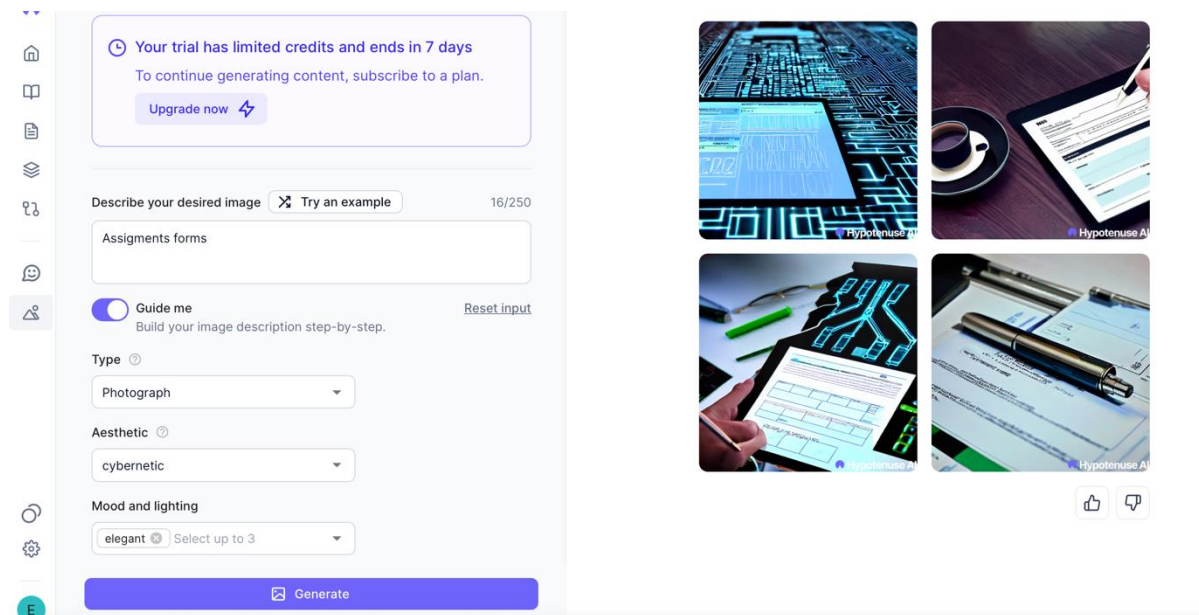 Your trial has limited credits and ends in 7 days
To continue generating content, subscribe to a plan.
Upgrade now
Describe your desired image
Try an example
16/250
Assigments forms
Guide me
Reset input
Build your image description step-by-step.
Type
Photograph
Aesthetic
cybernetic
Mood and lighting
elegant
Select up to 3
Generate
E
Hypotenuse AI
Hypotenuse AI
Hypotenuse AI
Hypotenuse AI